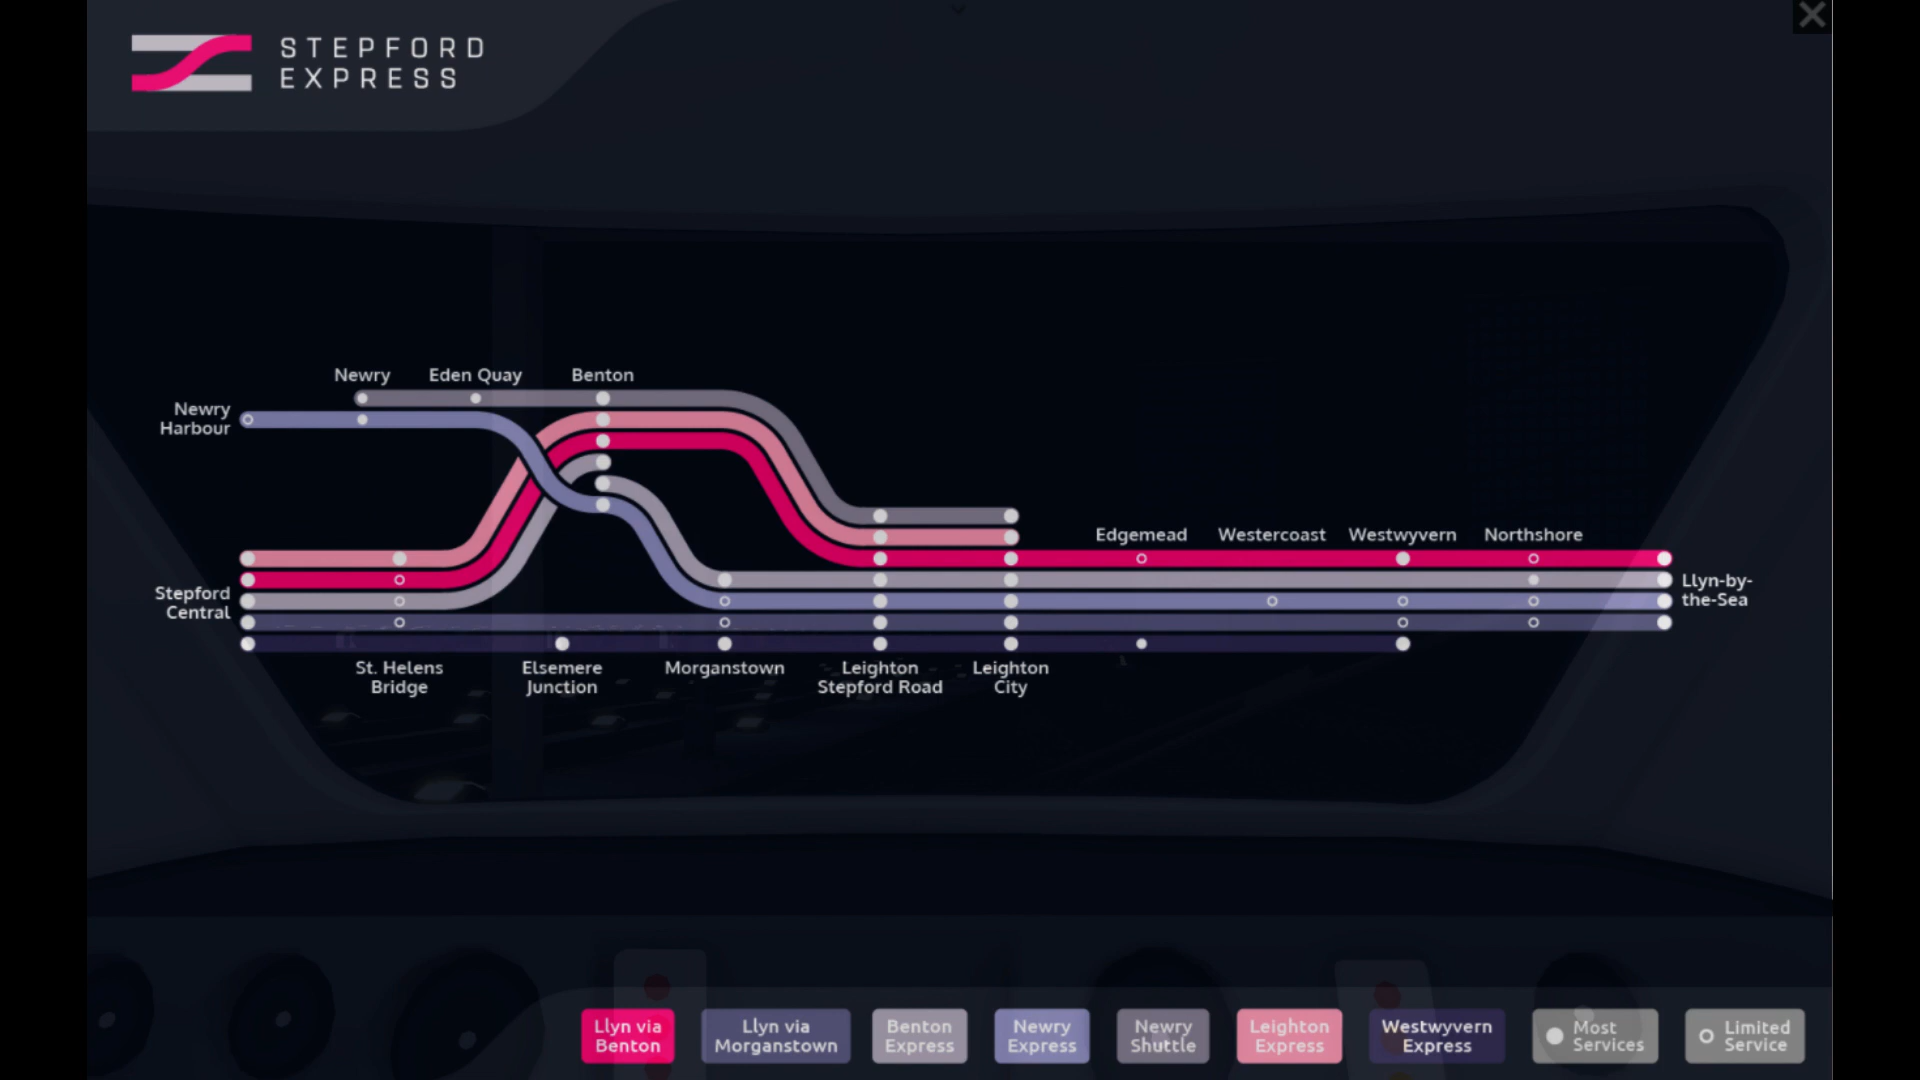 STEPFORD
EXPRESS
Newry
Eden Quay
Benton
Newry
Harbour
Edgemead
Westercoast
Westwyvern
Northshore
Stepford
Central
Llyn-by-
the-Sea
St. Helens
Bridge
Elsemere
Junction
Morganstown
Leighton
Stepford Road
Leighton
City
Llyn via
Benton
Llyn via
Morganstown
Benton
Express
Newry
Express
Newry
Shuttle
Leighton
Express
Westwyvern
Express
Most
Services
Limited
Service